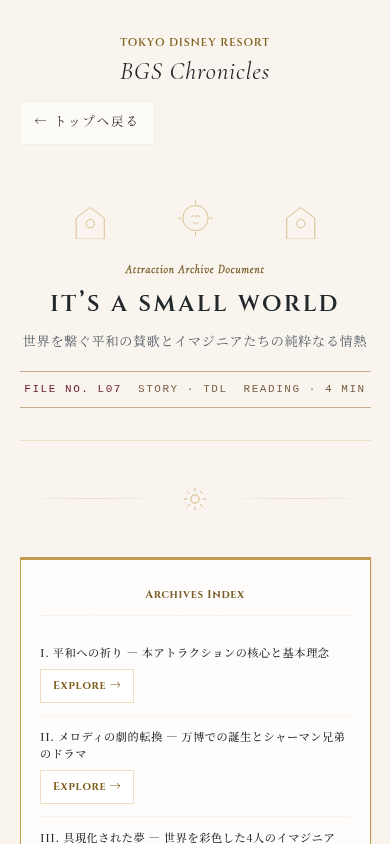 TOKYO DISNEY RESORT
BGS Chronicles
← トップへ戻る
Attraction Archive Document
IT'S A SMALL WORLD
世界を繋ぐ平和の賛歌とイマジニアたちの純粋なる情熱
FILE NO. L07 STORY · TDL READING · 4 MIN
Archives Index
I. 平和への祈り — 本アトラクションの核心と基本理念
Explore →
II. メロディの劇的転換 — 万博での誕生とシャーマン兄弟
のドラマ
Explore →
III. 具現化された夢 — 世界を彩色した4人のイマジニア